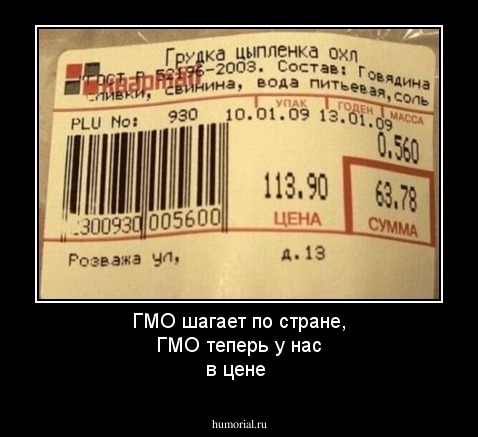 Грудка цыпленка охл
ГОСТ Р 52196-2003. Состав: Говядина
сливки, свинина, вода питьевая, соль
Квартал
УПАК ГОДЕН МАССА
PLU No: 930 10.01.09 13.01.09
0.560
113.90 63.78
ЦЕНА СУММА
300930 005600
Розважа ул, д.13
ГМО шагает по стране,
ГМО теперь у нас
в цене
humorial.ru